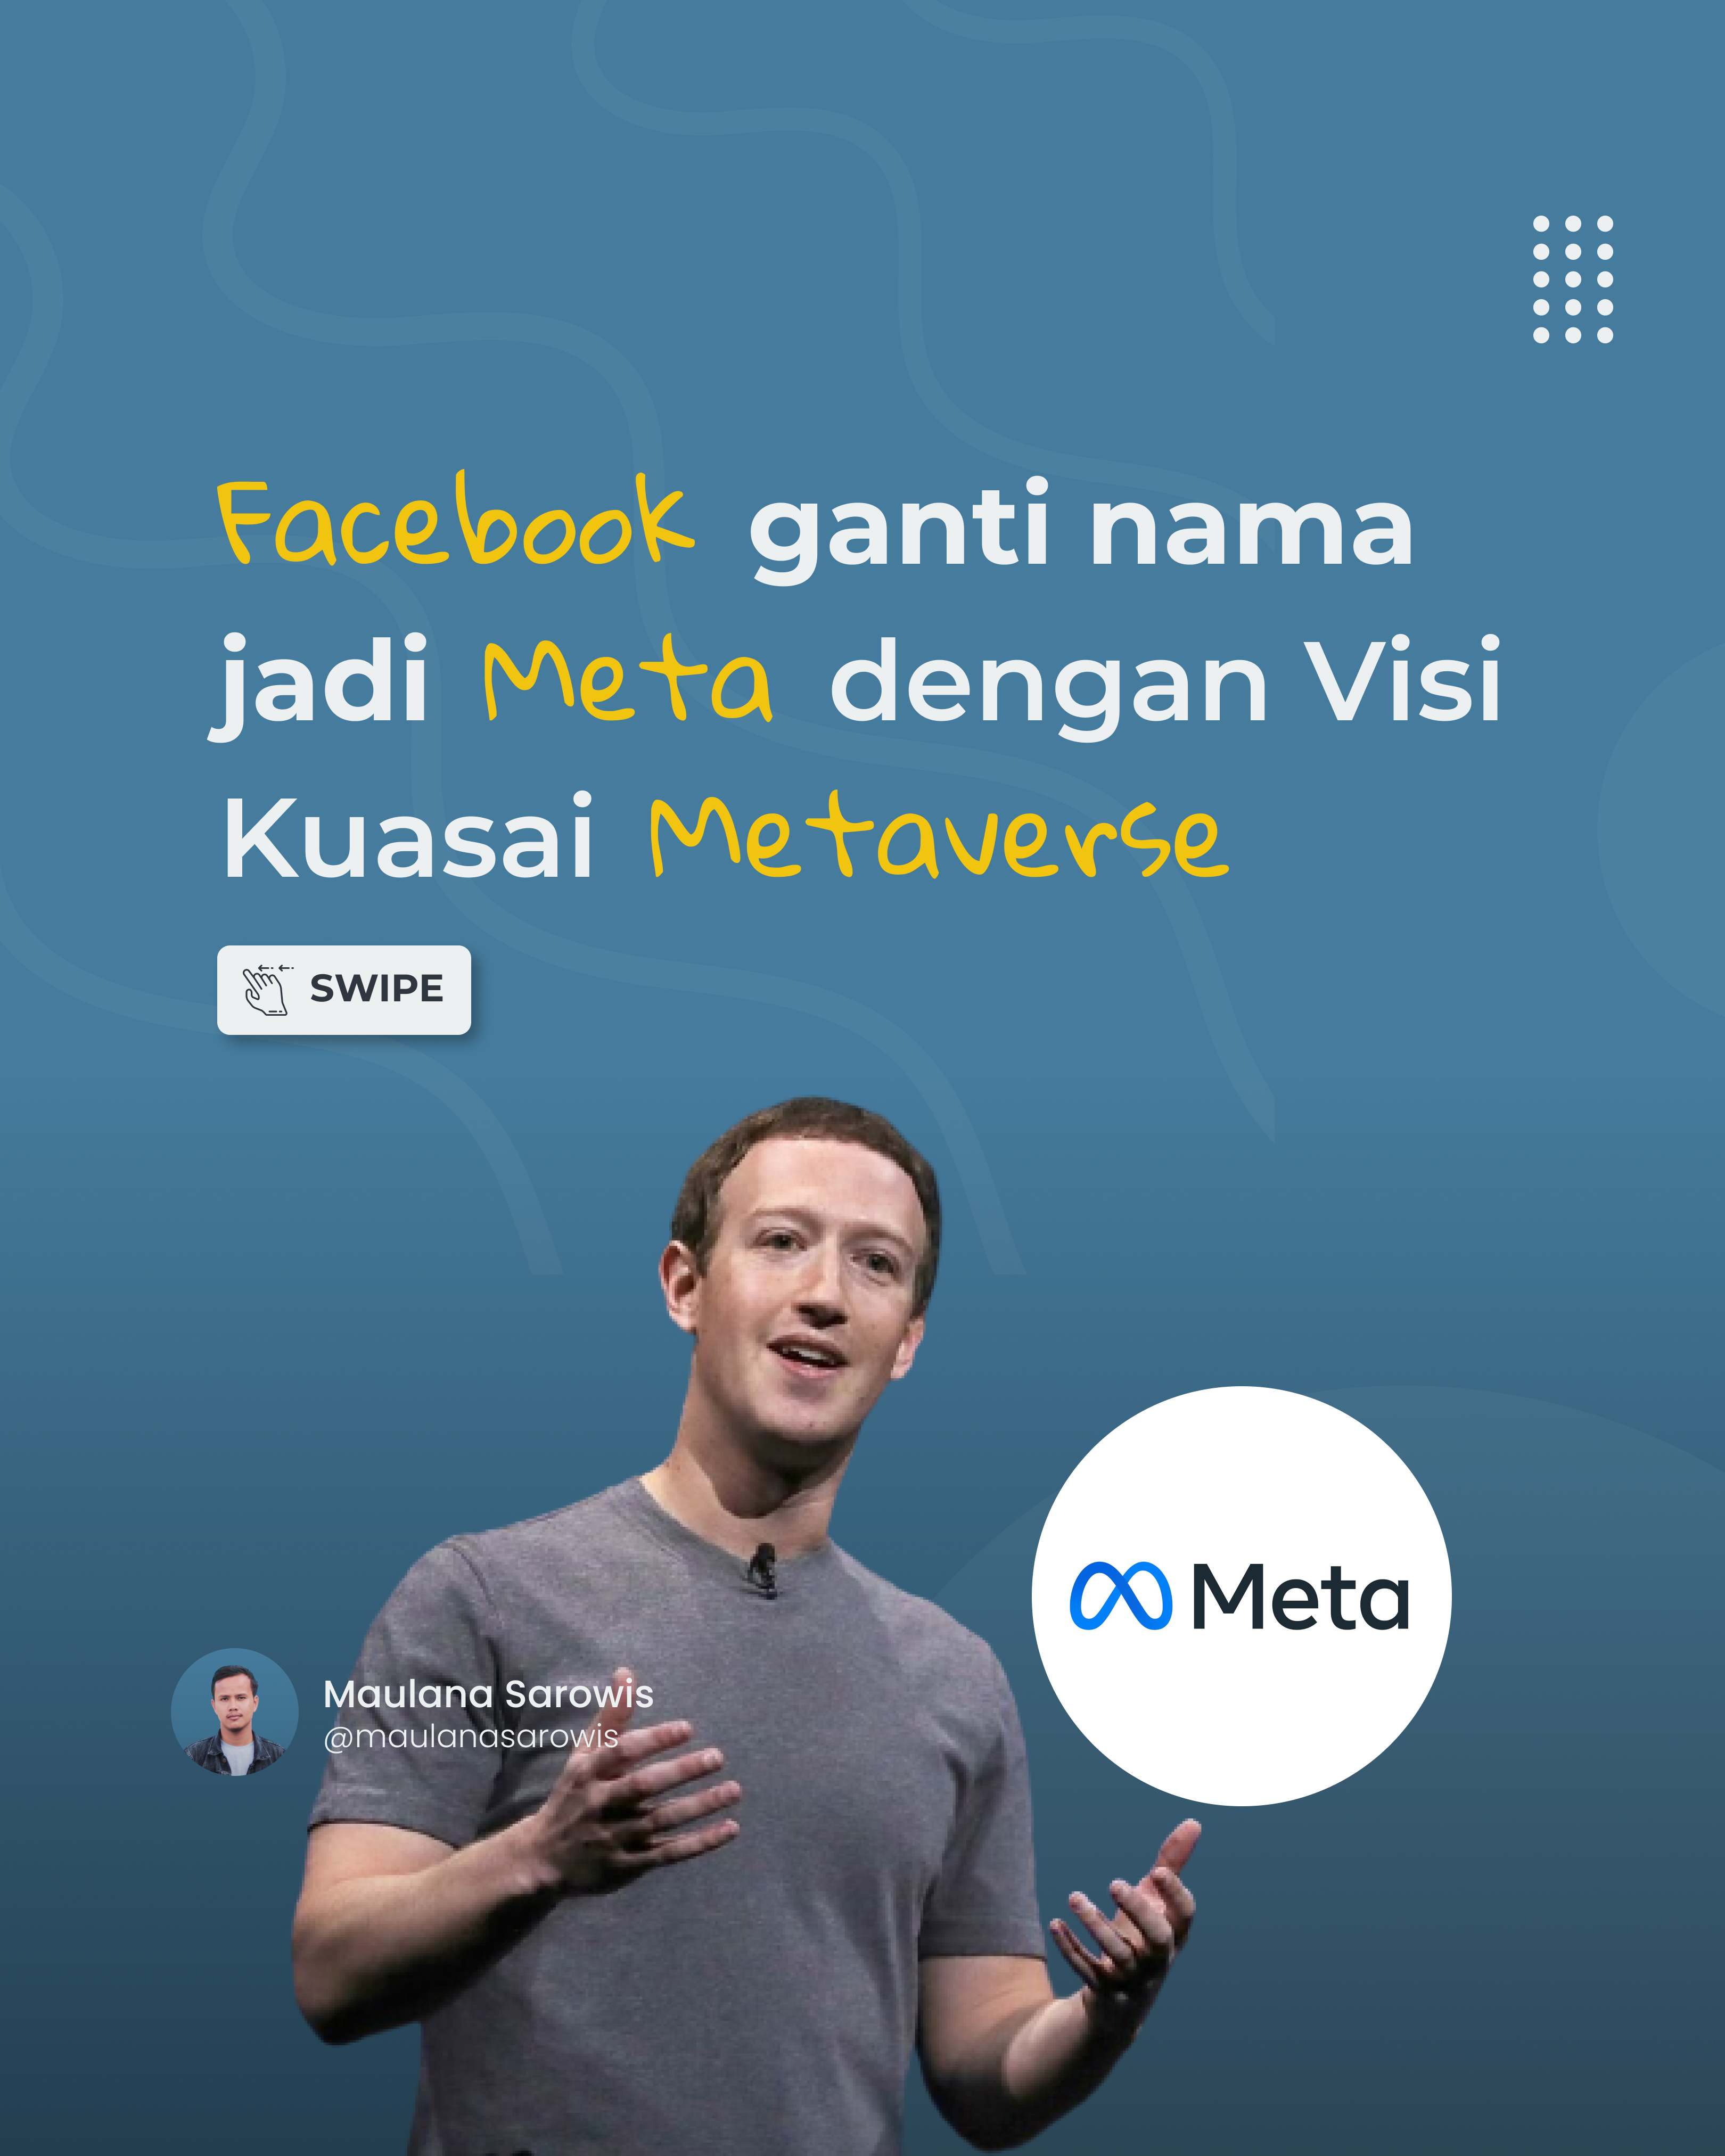 Facebook ganti nama
jadi Meta dengan Visi
Kuasai Metaverse
SWIPE
Meta
Maulana Sarowis
@maulanasarowis